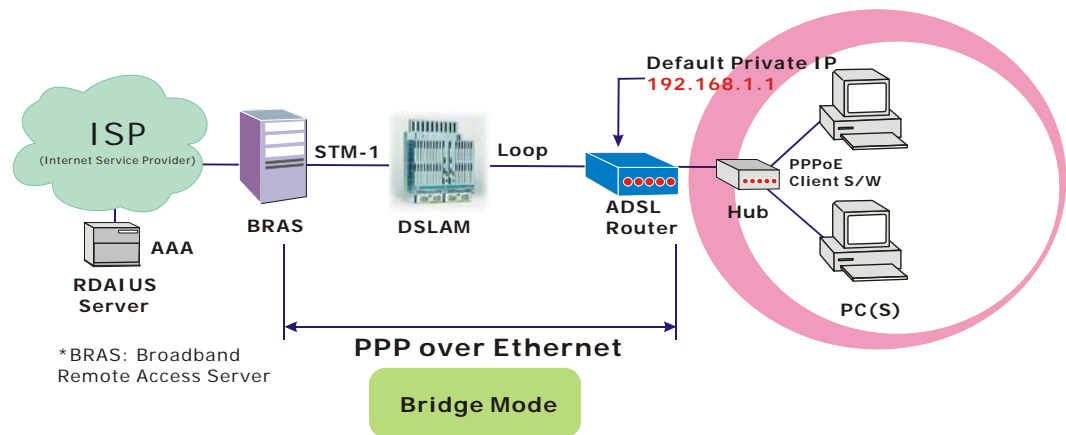 ISP
(Internet Service Provider)
AAA
RDAIUS
Server
*BRAS: Broadband
Remote Access Server
BRAS
STM-1
DSLAM
Loop
Default Private IP
192.168.1.1
ADSL
Router
Hub
PPPoE
Client S/W
PC(S)
PPP over Ethernet
Bridge Mode